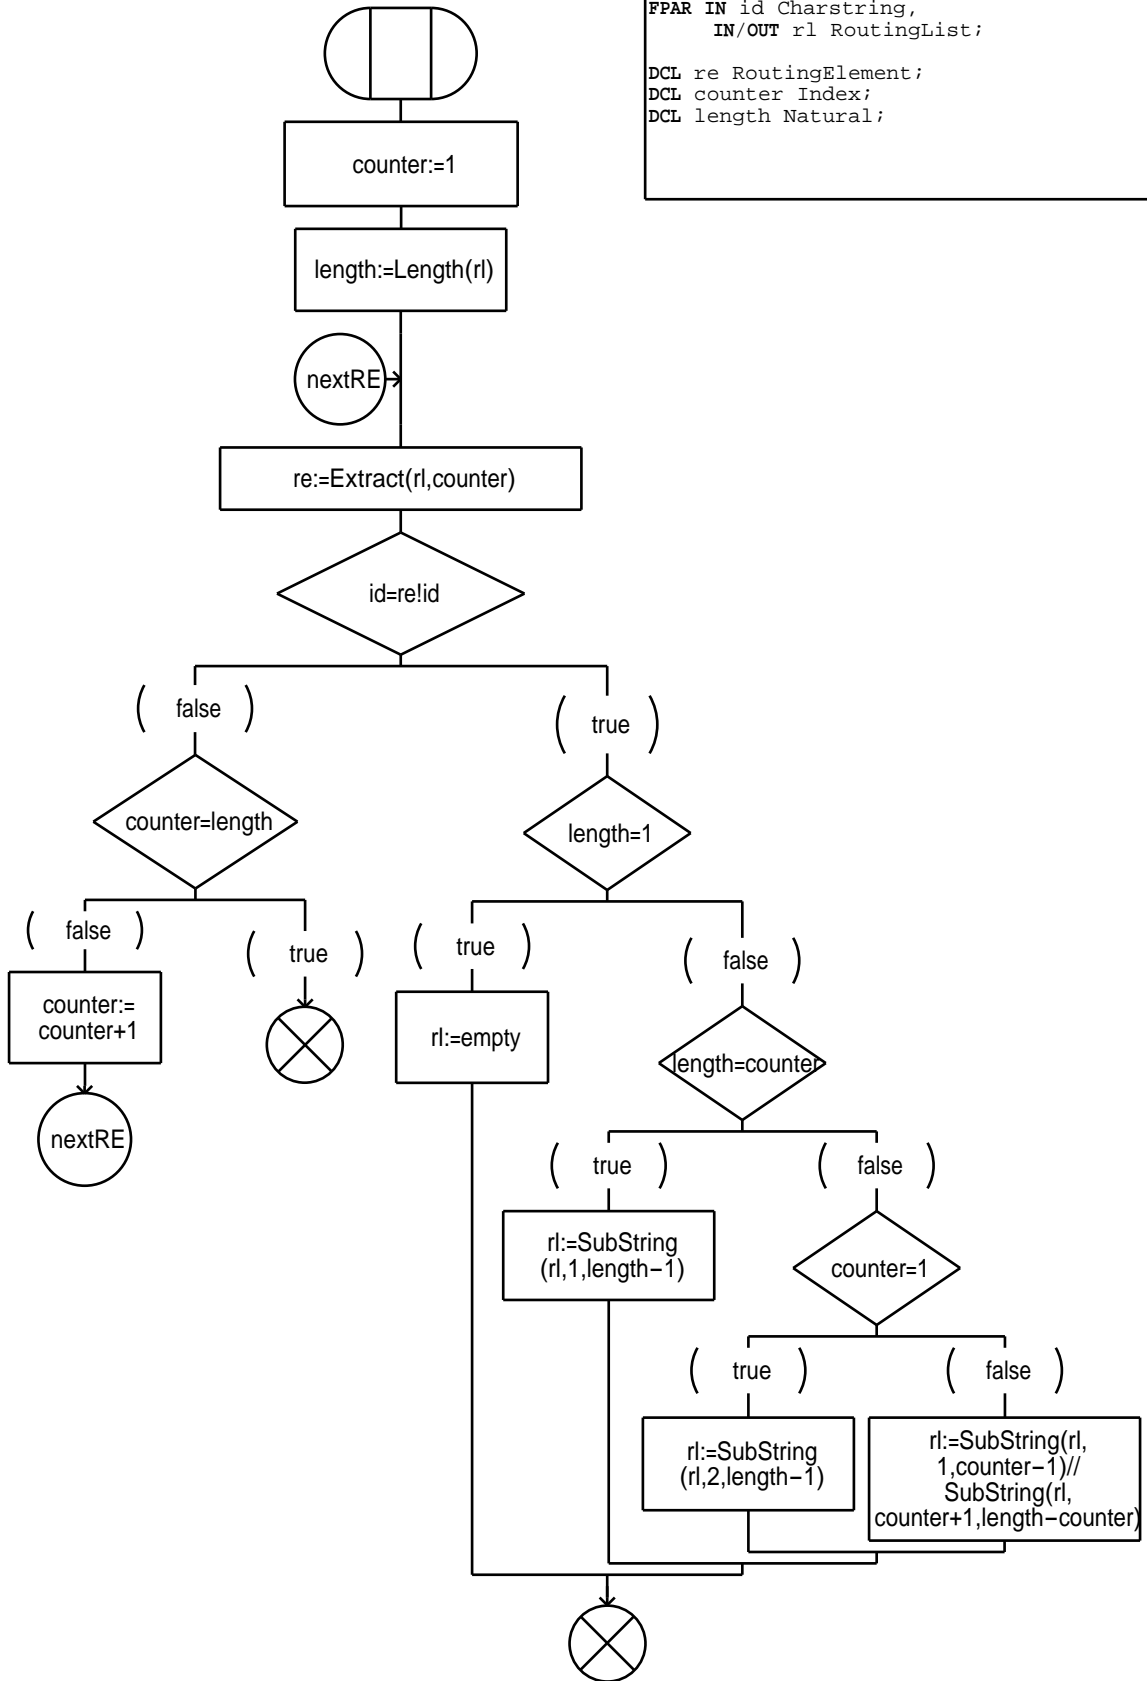 FPAR IN id Charstring,
IN/OUT rl RoutingList;
DCL re RoutingElement;
DCL counter Index;
DCL length Natural;
counter:=1
length:=Length(rl)
nextRE
re:=Extract(rl,counter)
id=re!id
( false )
( true )
counter=length
length=1
( false )
( true )
( true )
( false )
counter:=
counter+1
rl:=empty
length=counter
nextRE
( true )
( false )
rl:=SubString
(rl,1,length−1)
counter=1
( true )
( false )
rl:=SubString
(rl,2,length−1)
rl:=SubString(rl,
1,counter−1)//
SubString(rl,
counter+1,length−counter)